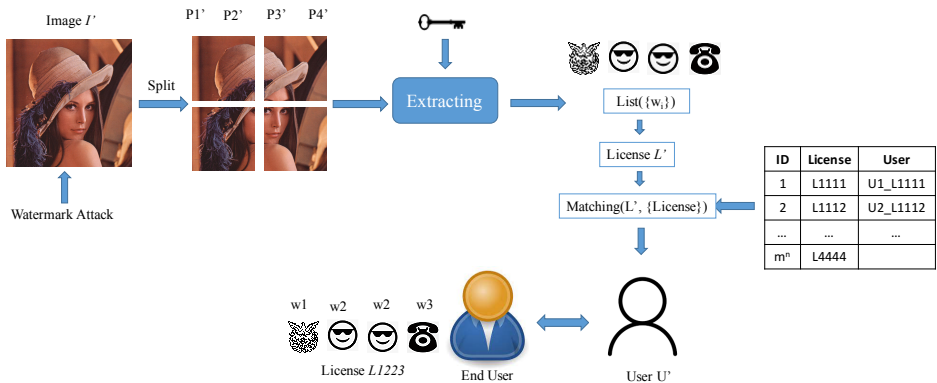 Image I'
P1' P2' P3' P4'
Split
Extracting
List({wᵢ})
License L'
Matching(L', {License})
Watermark Attack
ID License User
1 L1111 U1_L1111
2 L1112 U2_L1112
... ... ...
mⁿ L4444
w1 w2 w2 w3
License L1223
End User
User U'